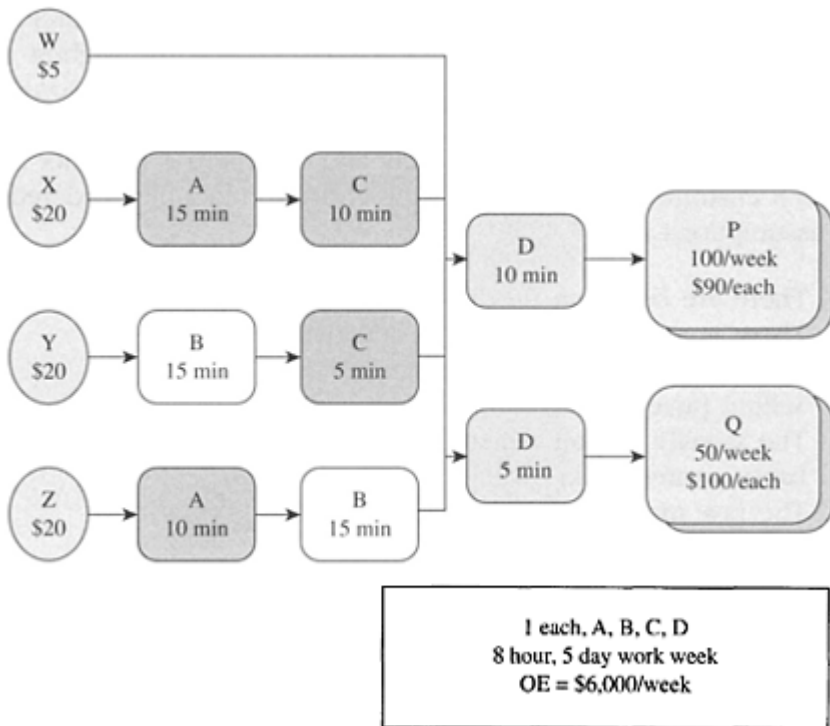 W
$5
X
$20
A
15 min
C
10 min
D
10 min
P
100/week
$90/each
Y
$20
B
15 min
C
5 min
D
5 min
Q
50/week
$100/each
Z
$20
A
10 min
B
15 min
1 each, A, B, C, D
8 hour, 5 day work week
OE = $6,000/week